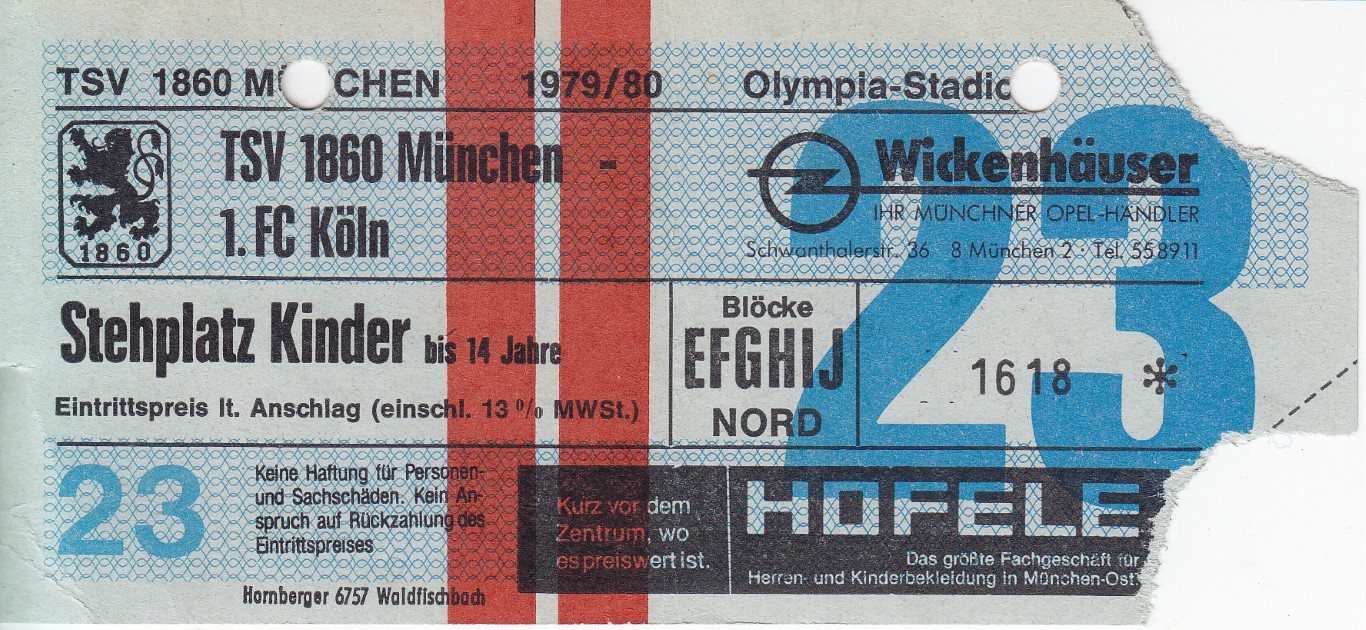 TSV 1860 MÜNCHEN 1979/80 Olympia-Stadio
TSV 1860 München -
1. FC Köln
1860
Wickenhäuser
IHR MÜNCHNER OPEL-HÄNDLER
Schwanthalerstr. 36 8 München 2 · Tel. 558911
23
Stehplatz Kinder bis 14 Jahre
Eintrittspreis lt. Anschlag (einschl. 13 % MWSt.)
Blöcke
EFGHIJ
NORD
1618 *
23
Keine Haftung für Personen-
und Sachschäden. Kein An-
spruch auf Rückzahlung des
Eintrittspreises
Hornberger 6757 Waldfischbach
Kurz vor dem
Zentrum, wo
es preiswert ist.
HOFELE
Das größte Fachgeschäft für
Herren- und Kinderbekleidung in München-Ost